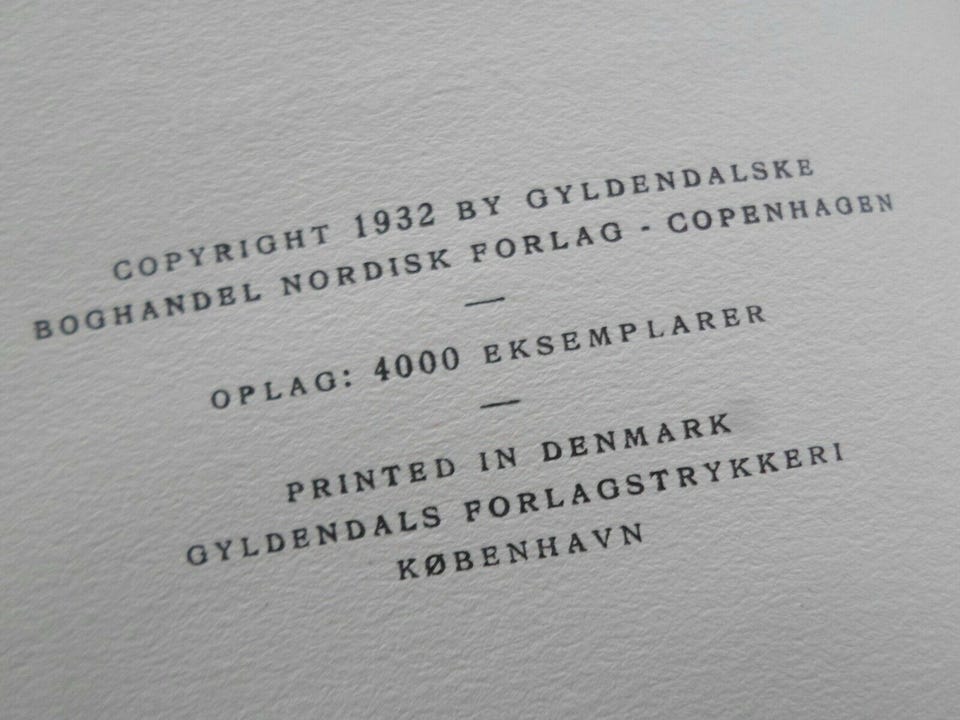 COPYRIGHT 1932 BY GYLDENDALSKE
BOGHANDEL NORDISK FORLAG - COPENHAGEN
—
OPLAG: 4000 EKSEMPLARER
—
PRINTED IN DENMARK
GYLDENDALS FORLAGSTRYKKERI
KØBENHAVN